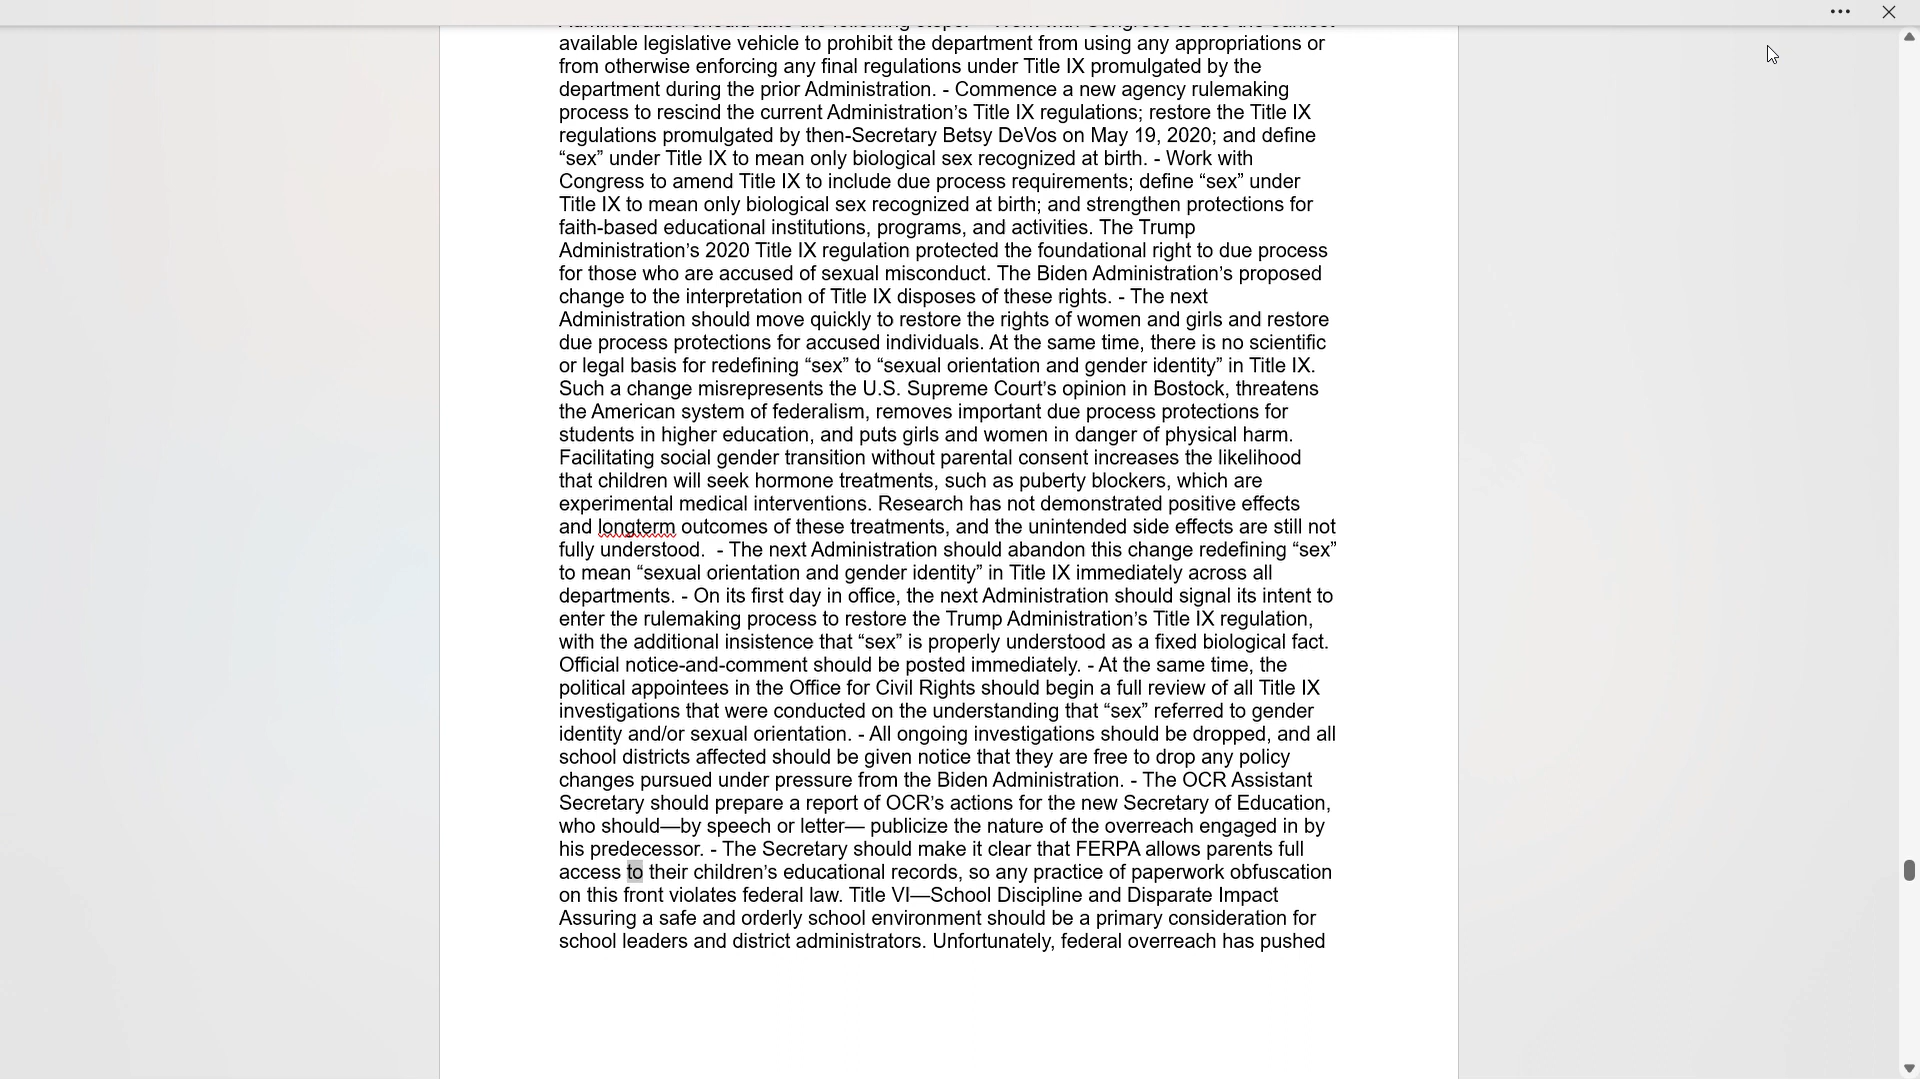 Administration should take the following steps: - Work with Congress to use the earliest
available legislative vehicle to prohibit the department from using any appropriations or
from otherwise enforcing any final regulations under Title IX promulgated by the
department during the prior Administration. - Commence a new agency rulemaking
process to rescind the current Administration’s Title IX regulations; restore the Title IX
regulations promulgated by then-Secretary Betsy DeVos on May 19, 2020; and define
“sex” under Title IX to mean only biological sex recognized at birth. - Work with
Congress to amend Title IX to include due process requirements; define “sex” under
Title IX to mean only biological sex recognized at birth; and strengthen protections for
faith-based educational institutions, programs, and activities. The Trump
Administration’s 2020 Title IX regulation protected the foundational right to due process
for those who are accused of sexual misconduct. The Biden Administration’s proposed
change to the interpretation of Title IX disposes of these rights. - The next
Administration should move quickly to restore the rights of women and girls and restore
due process protections for accused individuals. At the same time, there is no scientific
or legal basis for redefining “sex” to “sexual orientation and gender identity” in Title IX.
Such a change misrepresents the U.S. Supreme Court’s opinion in Bostock, threatens
the American system of federalism, removes important due process protections for
students in higher education, and puts girls and women in danger of physical harm.
Facilitating social gender transition without parental consent increases the likelihood
that children will seek hormone treatments, such as puberty blockers, which are
experimental medical interventions. Research has not demonstrated positive effects
and longterm outcomes of these treatments, and the unintended side effects are still not
fully understood.  - The next Administration should abandon this change redefining “sex”
to mean “sexual orientation and gender identity” in Title IX immediately across all
departments. - On its first day in office, the next Administration should signal its intent to
enter the rulemaking process to restore the Trump Administration’s Title IX regulation,
with the additional insistence that “sex” is properly understood as a fixed biological fact.
Official notice-and-comment should be posted immediately. - At the same time, the
political appointees in the Office for Civil Rights should begin a full review of all Title IX
investigations that were conducted on the understanding that “sex” referred to gender
identity and/or sexual orientation. - All ongoing investigations should be dropped, and all
school districts affected should be given notice that they are free to drop any policy
changes pursued under pressure from the Biden Administration. - The OCR Assistant
Secretary should prepare a report of OCR’s actions for the new Secretary of Education,
who should—by speech or letter— publicize the nature of the overreach engaged in by
his predecessor. - The Secretary should make it clear that FERPA allows parents full
access to their children’s educational records, so any practice of paperwork obfuscation
on this front violates federal law. Title VI—School Discipline and Disparate Impact
Assuring a safe and orderly school environment should be a primary consideration for
school leaders and district administrators. Unfortunately, federal overreach has pushed